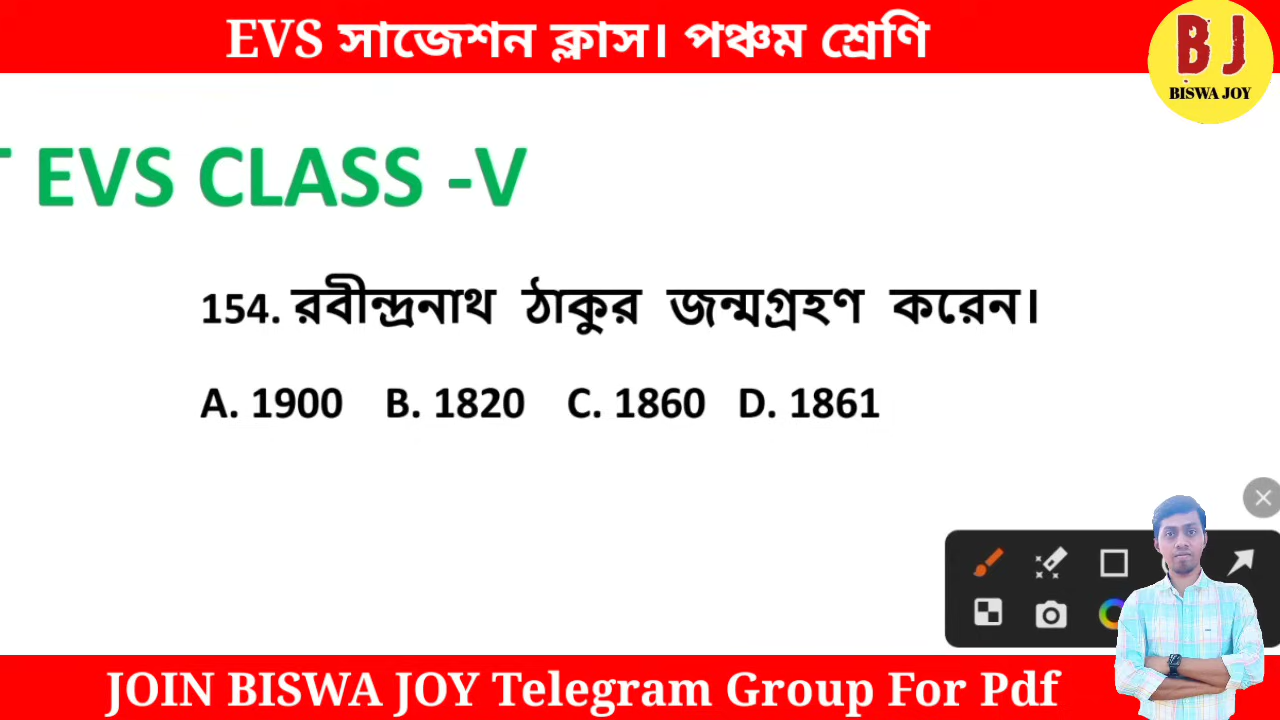 EVS সাজেশন ক্লাস। পঞ্চম শ্রেণি
BJ
BISWA JOY
EVS CLASS -V
154. রবীন্দ্রনাথ ঠাকুর জন্মগ্রহণ করেন।
A. 1900 B. 1820 C. 1860 D. 1861
JOIN BISWA JOY Telegram Group For Pdf